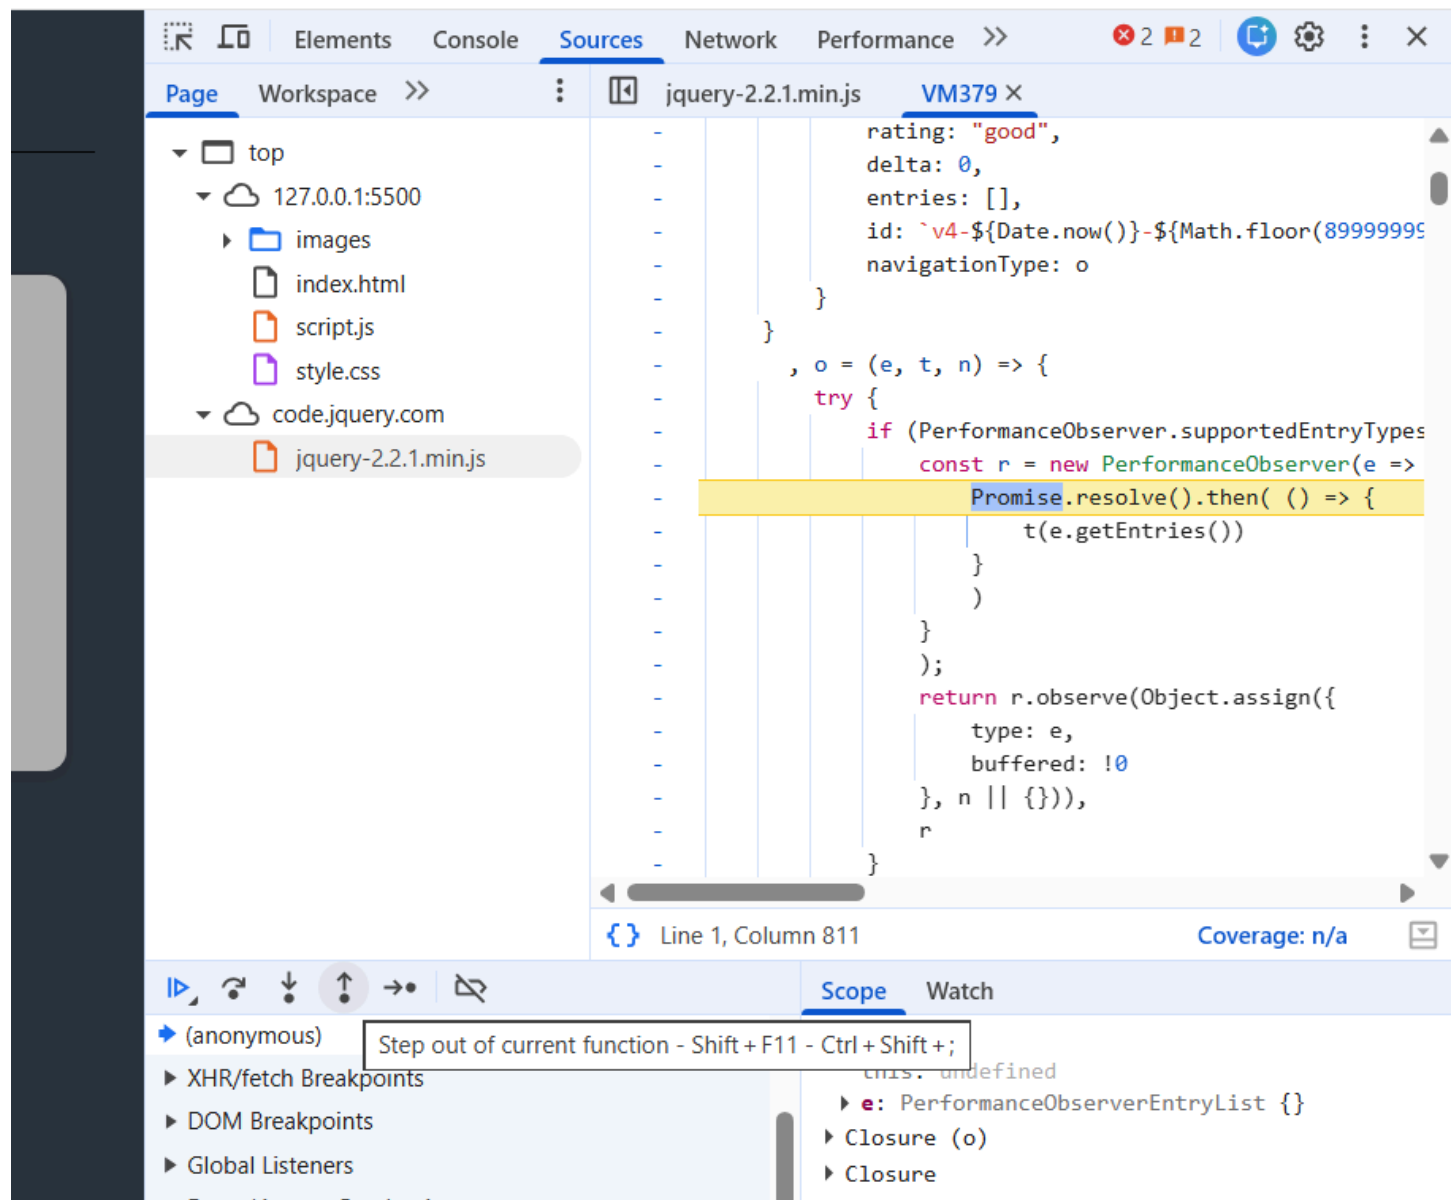 Elements Console Sources Network Performance 2 2
Page Workspace
jquery-2.2.1.min.js VM379
top
127.0.0.1:5500
images
index.html
script.js
style.css
code.jquery.com
jquery-2.2.1.min.js
rating: "good",
delta: 0,
entries: [],
id: `v4-${Date.now()}-${Math.floor(89999999
navigationType: o
}
}
, o = (e, t, n) => {
try {
if (PerformanceObserver.supportedEntryTypes
const r = new PerformanceObserver(e =>
Promise.resolve().then( () => {
t(e.getEntries())
}
)
}
);
return r.observe(Object.assign({
type: e,
buffered: !0
}, n || {})),
r
}
{} Line 1, Column 811 Coverage: n/a
Scope Watch
(anonymous)
Step out of current function - Shift + F11 - Ctrl + Shift + ;
XHR/fetch Breakpoints
DOM Breakpoints
Global Listeners
this: undefined
e: PerformanceObserverEntryList {}
Closure (o)
Closure